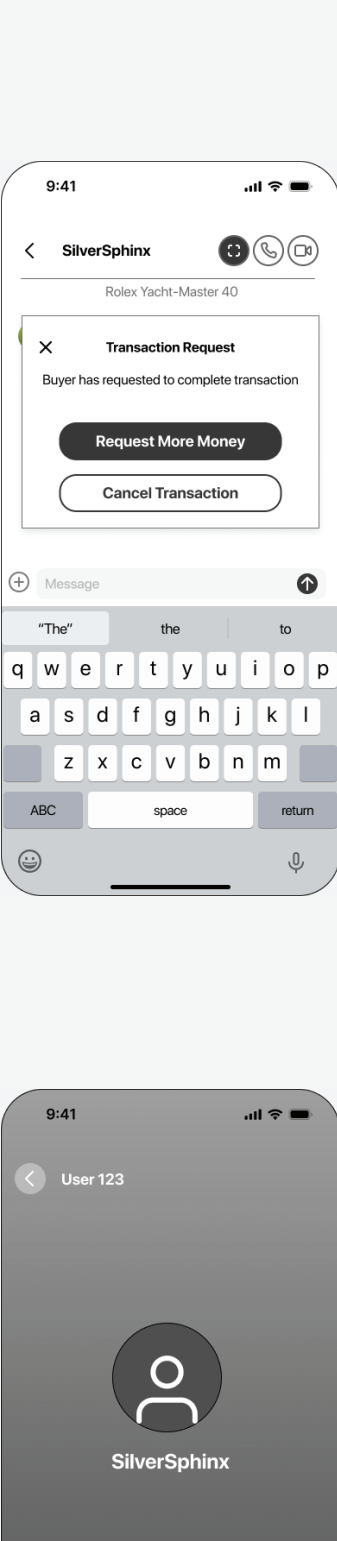 9:41
SilverSphinx
Rolex Yacht-Master 40
Transaction Request
Buyer has requested to complete transaction
Request More Money
Cancel Transaction
Message
“The” the to
q w e r t y u i o p
a s d f g h j k l
z x c v b n m
ABC space return
9:41
User 123
SilverSphinx